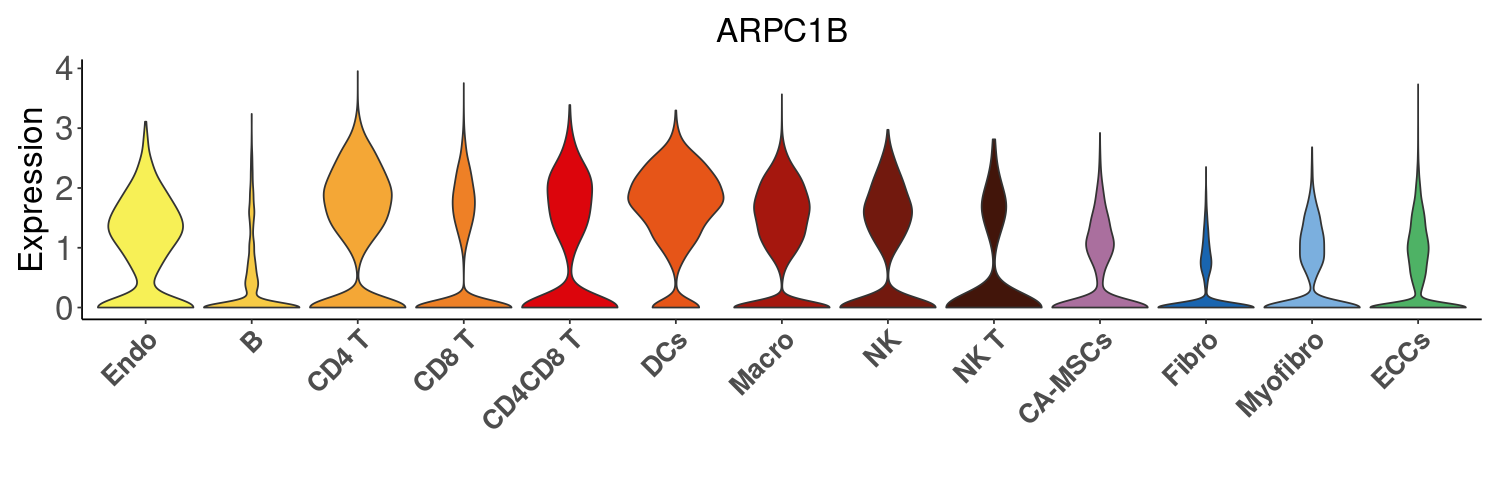 ARPC1B
Expression
4
3
2
1
0
Endo
B
CD4 T
CD8 T
CD4CD8 T
DCs
Macro
NK
NK T
CA-MSCs
Fibro
Myofibro
ECCs